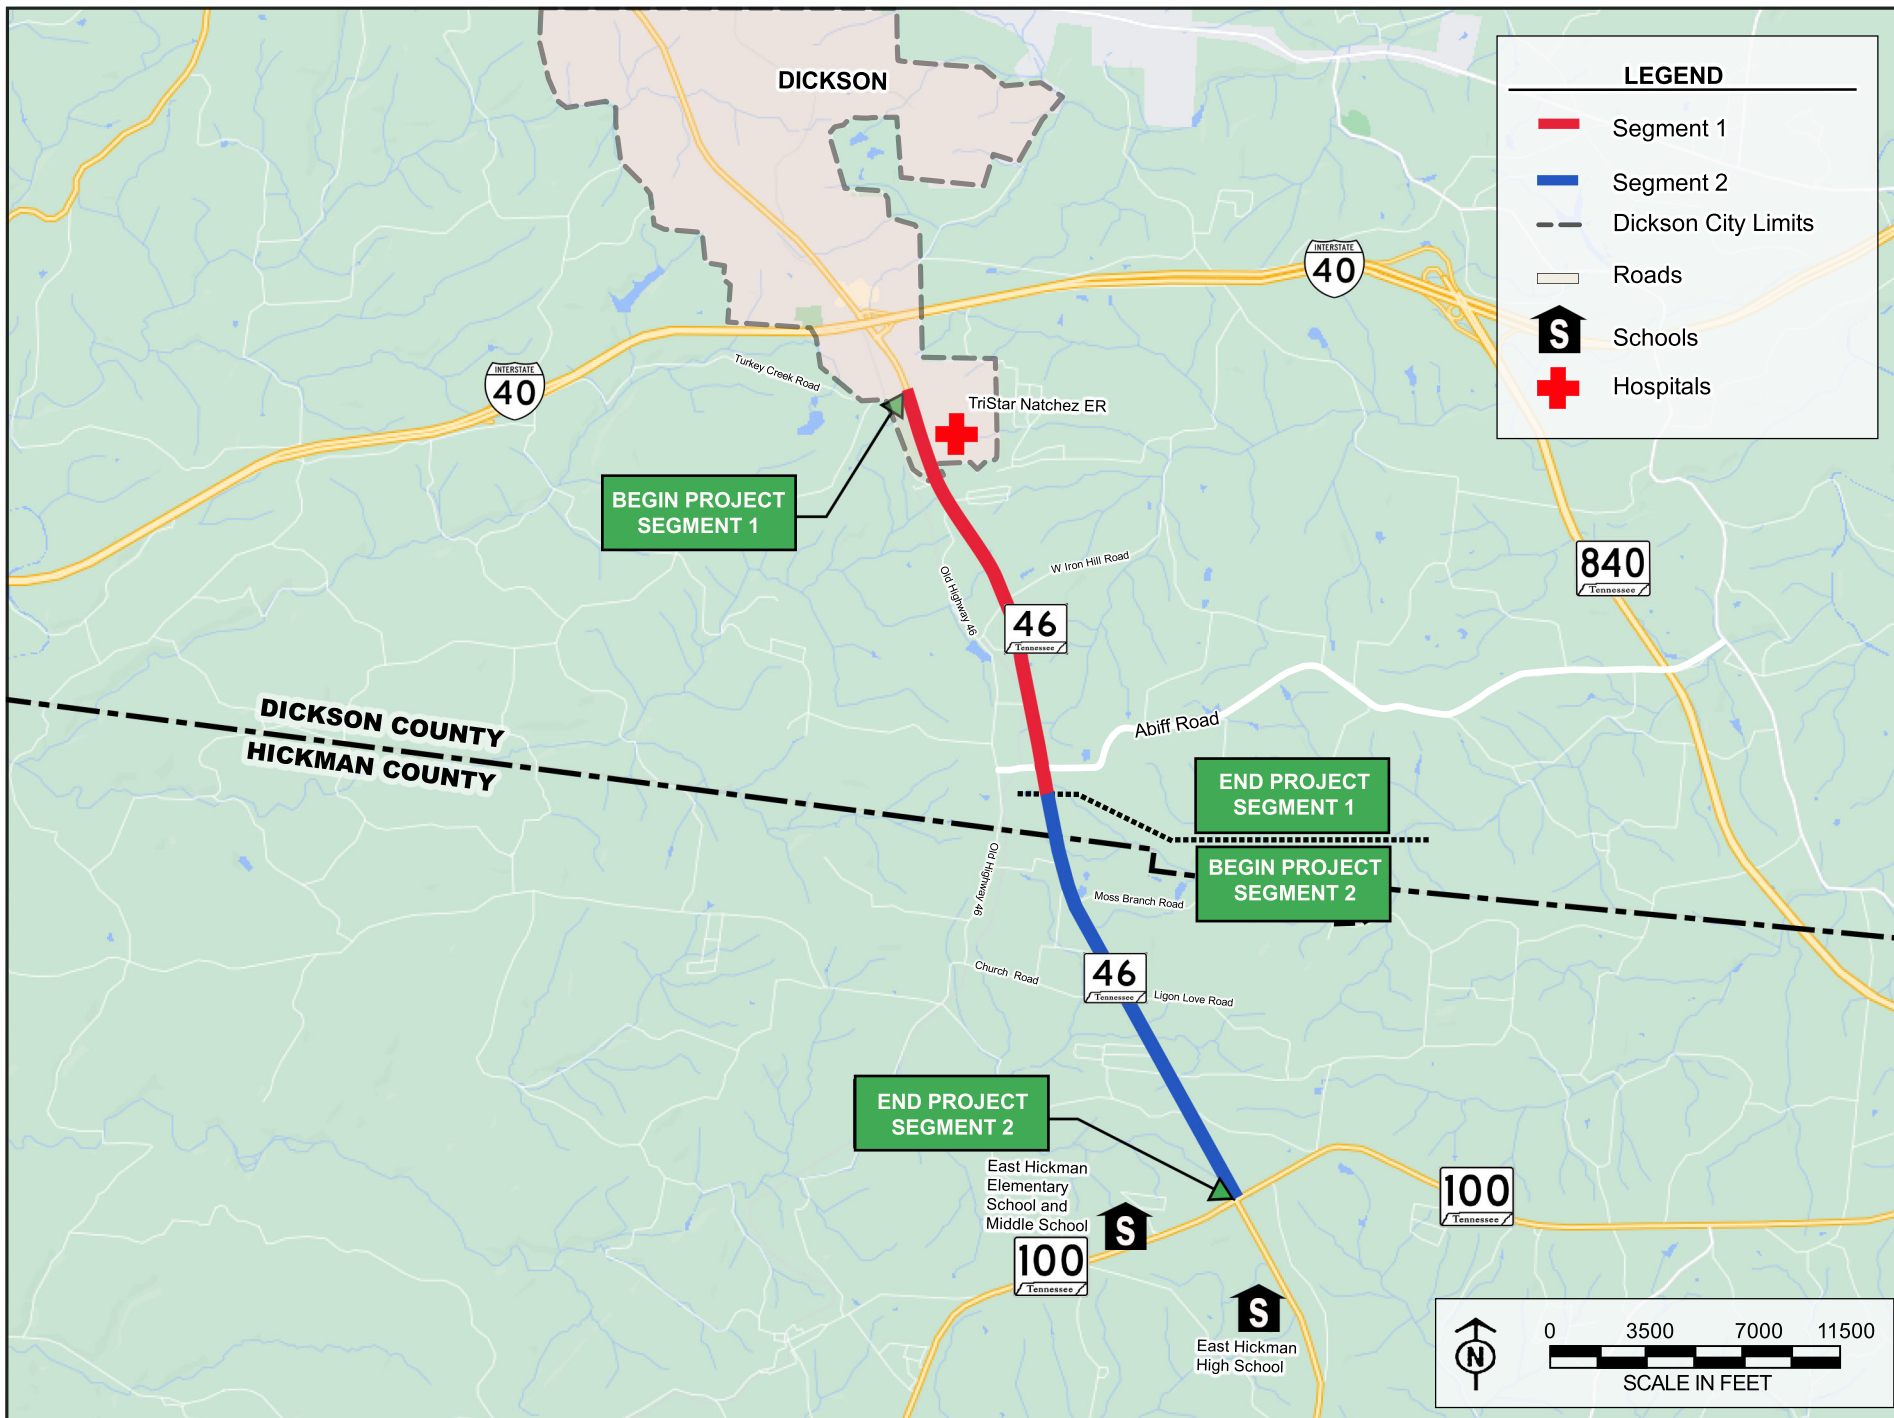 DICKSON
LEGEND
Segment 1
Segment 2
Dickson City Limits
Roads
S
Schools
Hospitals
INTERSTATE
40
INTERSTATE
40
Turkey Creek Road
TriStar Natchez ER
BEGIN PROJECT
SEGMENT 1
W Iron Hill Road
Old Highway 46
840
Tennessee
46
Tennessee
DICKSON COUNTY
HICKMAN COUNTY
Abiff Road
END PROJECT
SEGMENT 1
BEGIN PROJECT
SEGMENT 2
Old Highway 46
Moss Branch Road
Church Road
46
Tennessee
Ligon Love Road
END PROJECT
SEGMENT 2
East Hickman
Elementary
School and
Middle School
S
100
Tennessee
100
Tennessee
S
East Hickman
High School
N
0 3500 7000 11500
SCALE IN FEET